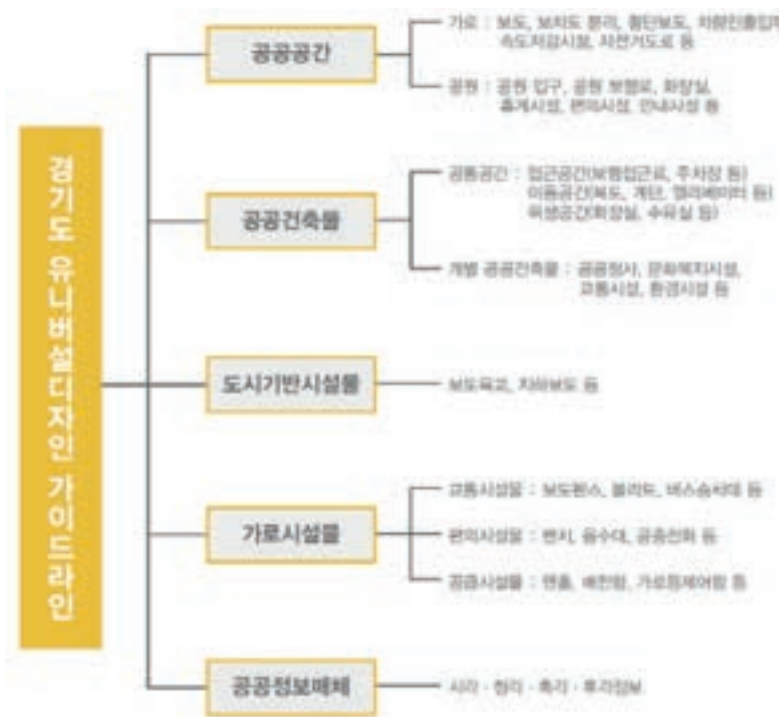 경기도 유니버설디자인 가이드라인
공공공간
가로 : 보도, 보차도 분리, 횡단보도, 차량진출입부
속도저감시설, 자전거도로 등
공원 : 공원 입구, 공원 보행로, 화장실,
휴게시설, 편의시설, 안내시설 등
공공건축물
공통공간 : 접근공간(보행접근로, 주차장 등)
이동공간(복도, 계단, 엘리베이터 등)
위생공간(화장실, 수유실 등)
개별 공공건축물 : 공공청사, 문화복지시설,
교통시설, 환경시설 등
도시기반시설물
보도육교, 지하보도 등
가로시설물
교통시설물 : 보도펜스, 볼라드, 버스승차대 등
편의시설물 : 벤치, 음수대, 공중전화 등
공급시설물 : 맨홀, 배전함, 가로등제어함 등
공공정보매체
시각 · 청각 · 촉각 · 후각정보